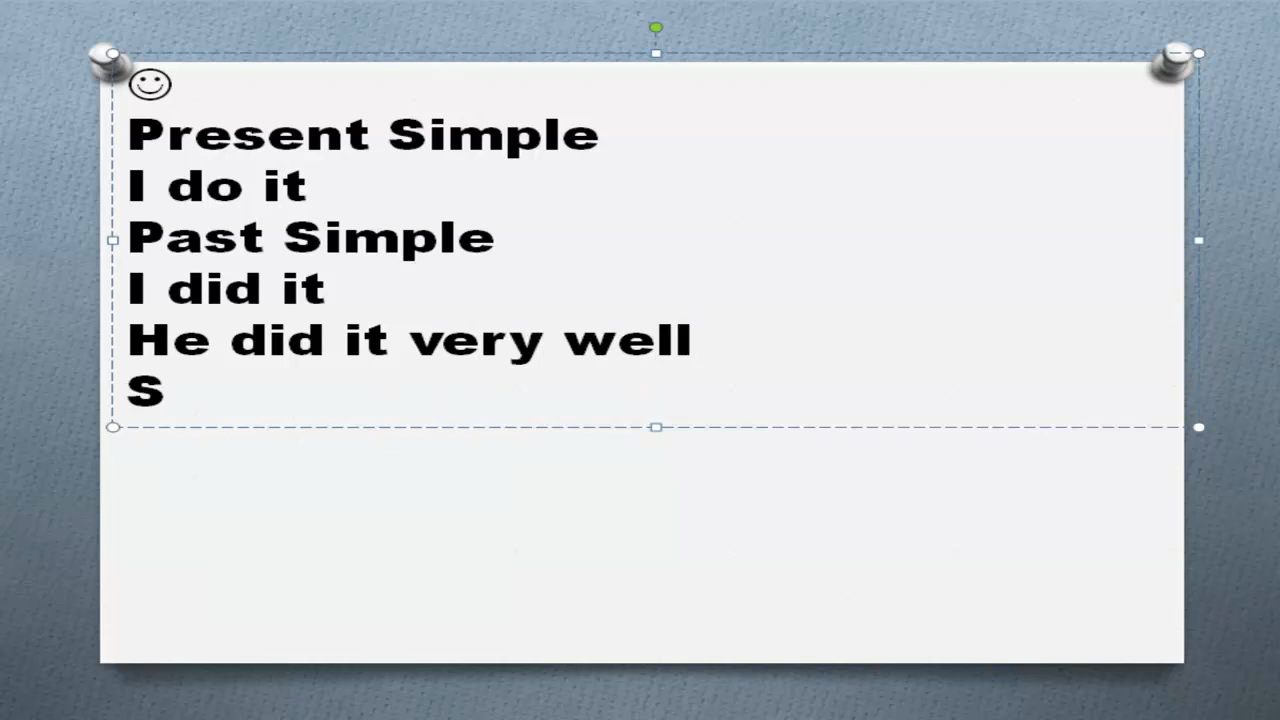 ☺
Present Simple
I do it
Past Simple
I did it
He did it very well
S